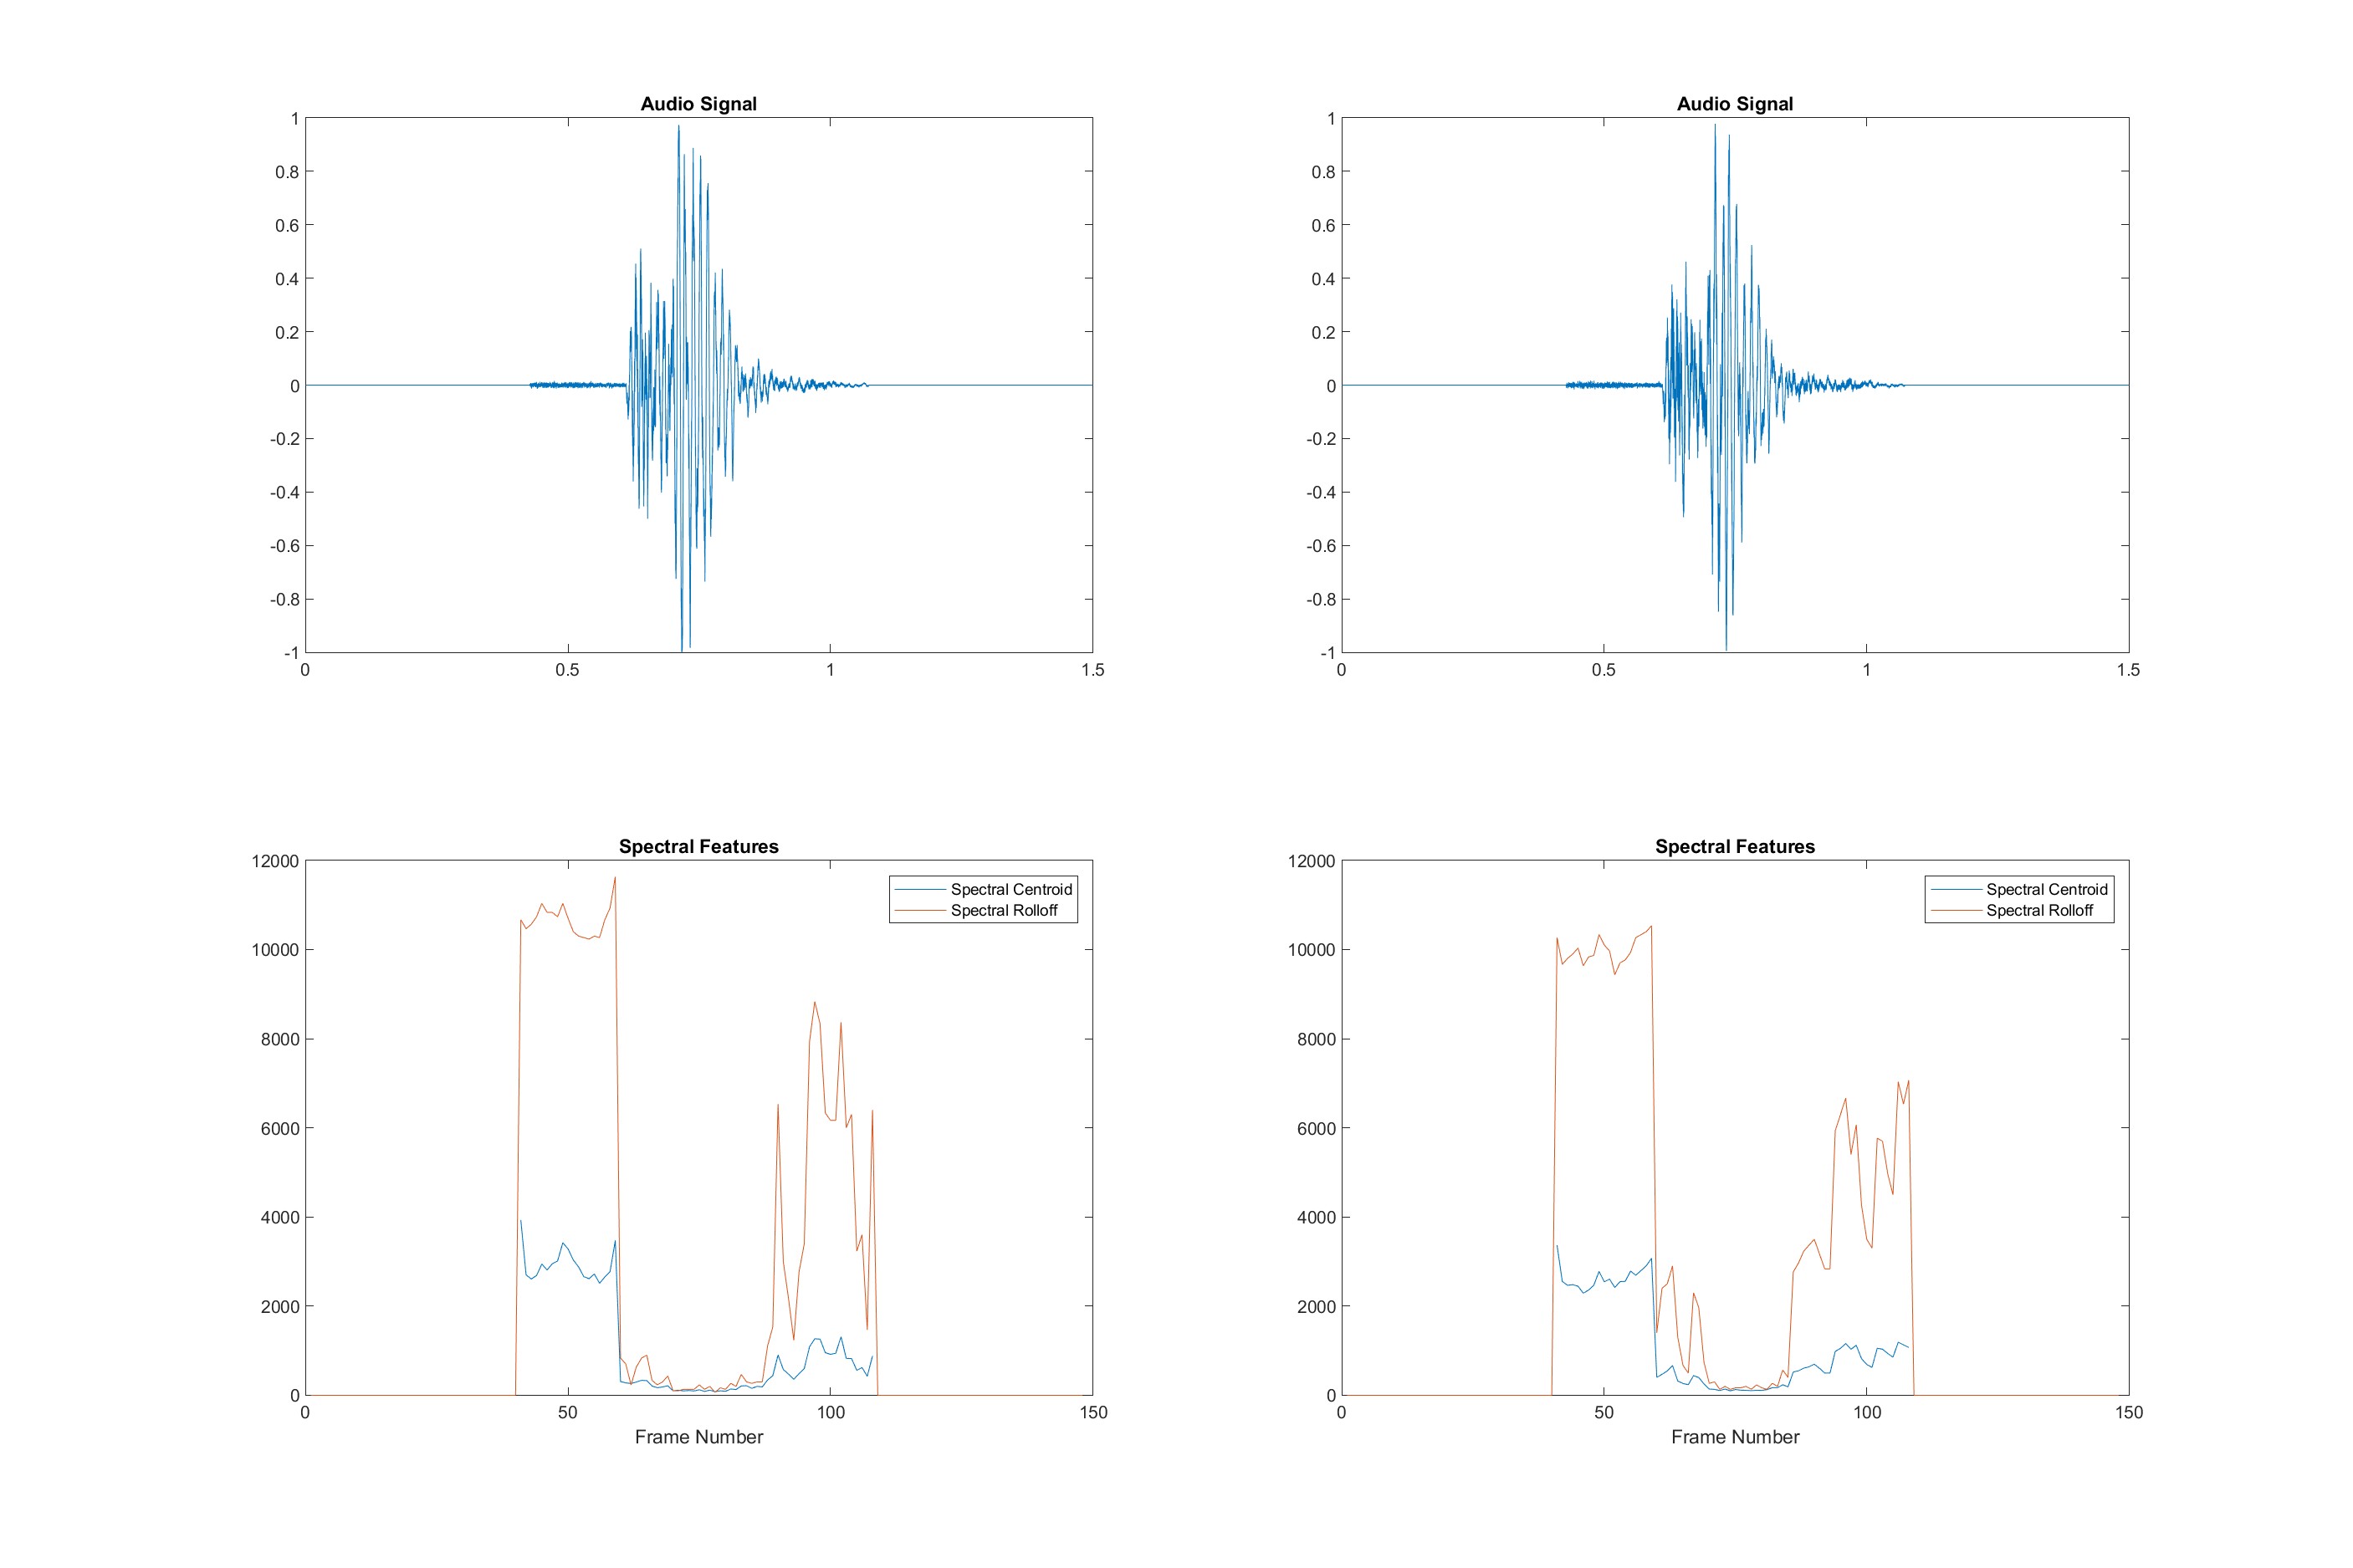 Audio Signal
1
0.8
0.6
0.4
0.2
0
-0.2
-0.4
-0.6
-0.8
-1
0 0.5 1 1.5
Audio Signal
1
0.8
0.6
0.4
0.2
0
-0.2
-0.4
-0.6
-0.8
-1
0 0.5 1 1.5
Spectral Features
12000
10000
8000
6000
4000
2000
0
0 50 100 150
Spectral Centroid
Spectral Rolloff
Frame Number
Spectral Features
12000
10000
8000
6000
4000
2000
0
0 50 100 150
Spectral Centroid
Spectral Rolloff
Frame Number